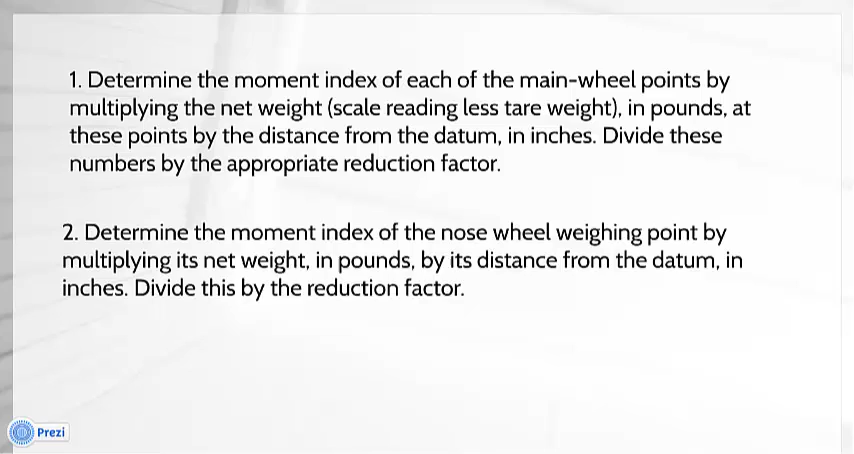 1. Determine the moment index of each of the main-wheel points by
multiplying the net weight (scale reading less tare weight), in pounds, at
these points by the distance from the datum, in inches. Divide these
numbers by the appropriate reduction factor.
2. Determine the moment index of the nose wheel weighing point by
multiplying its net weight, in pounds, by its distance from the datum, in
inches. Divide this by the reduction factor.
Prezi